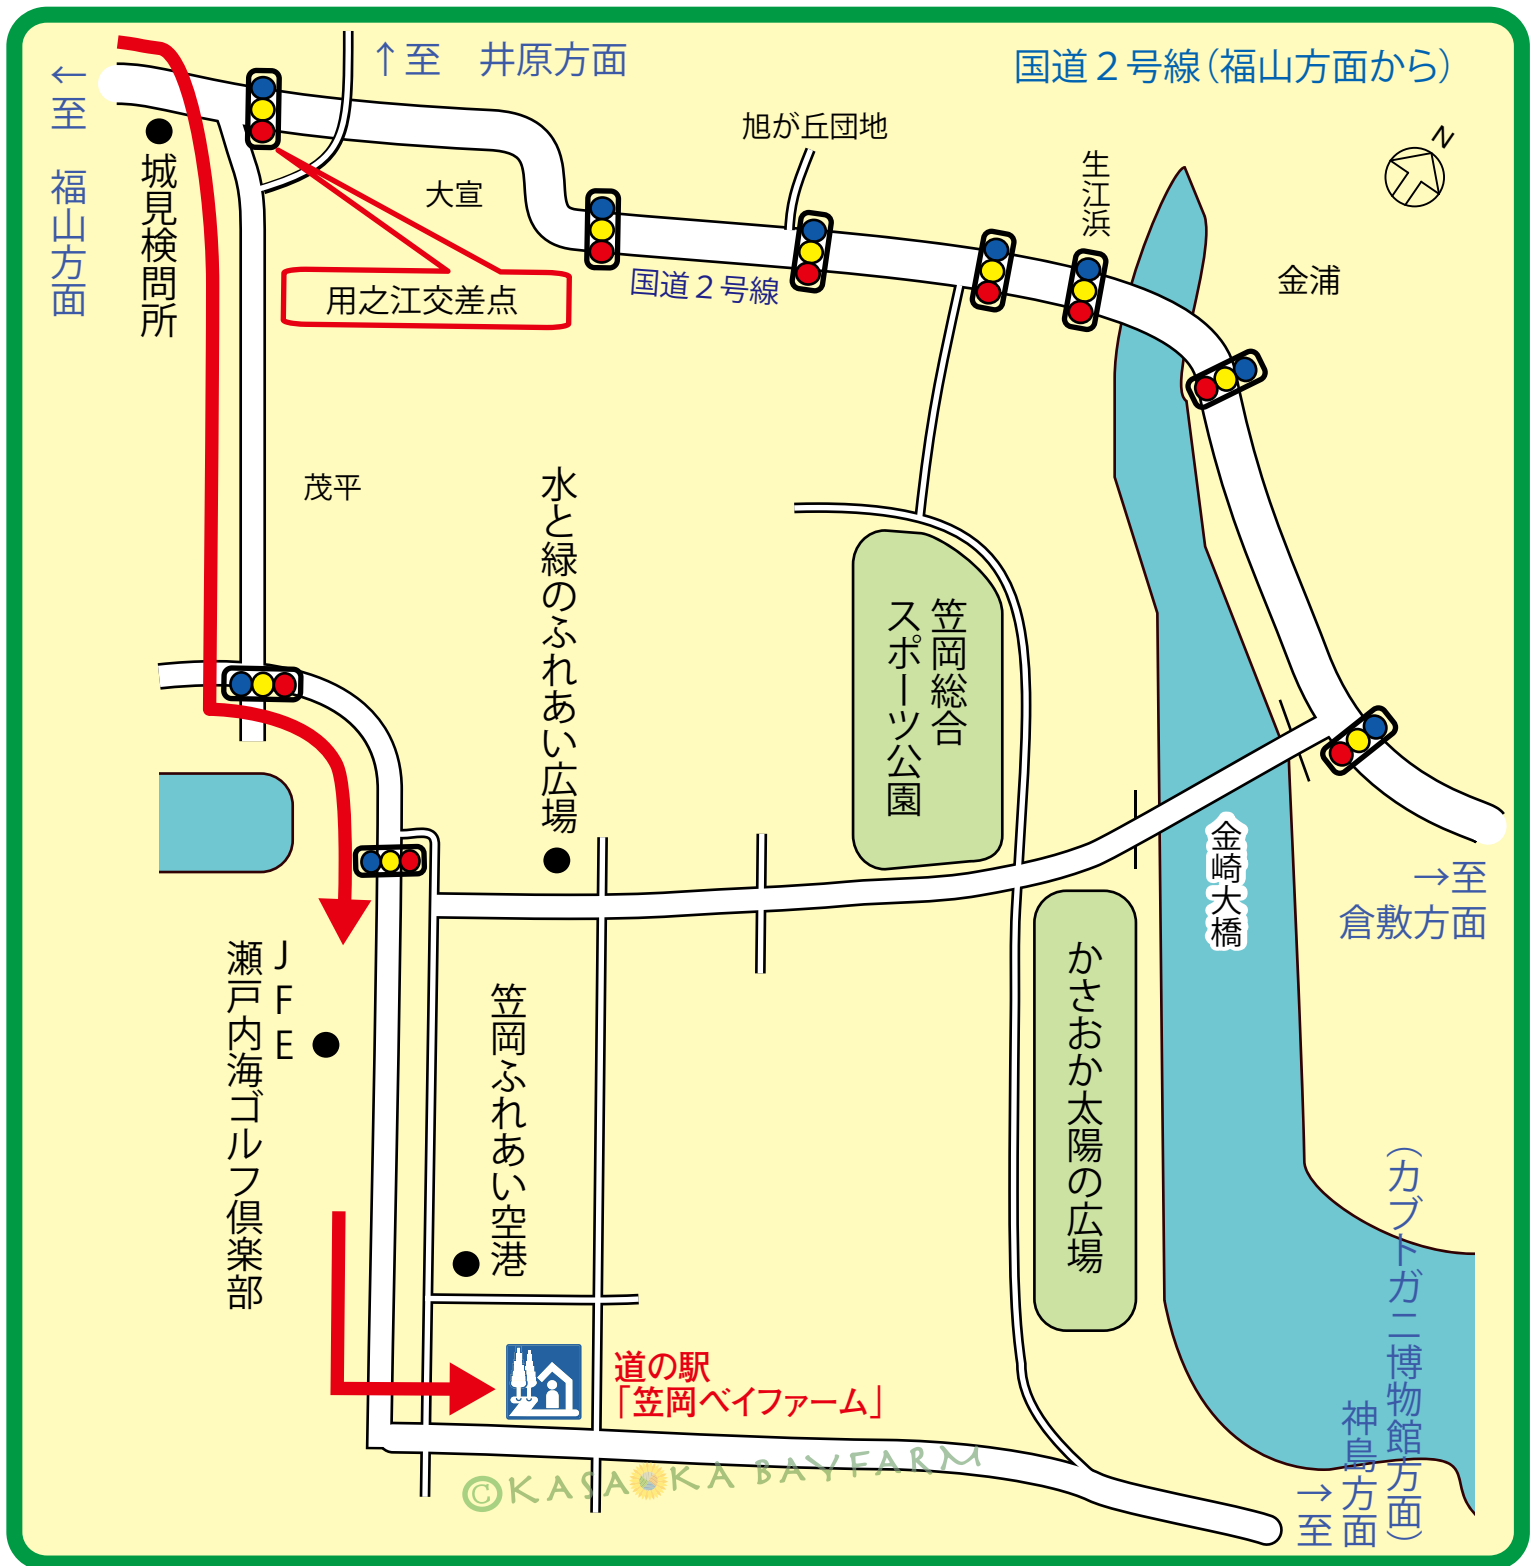 ↑至　井原方面
国道２号線（福山方面から）
←至　福山方面
城見検問所
大宣
旭が丘団地
生江浜
N
金浦
国道２号線
用之江交差点
茂平
水と緑のふれあい広場
笠岡総合
スポーツ公園
金崎大橋
→至
倉敷方面
JFE
瀬戸内海ゴルフ倶楽部
笠岡ふれあい空港
かさおか太陽の広場
道の駅
「笠岡ベイファーム」
（カブトガニ博物館方面）
神島方面
→至
©KASAOKA BAYFARM